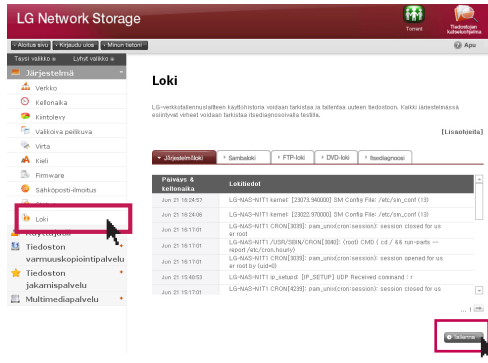 LG Network Storage
Torrent
Tiedostojen
katseluohjelma
Aloitus sivu
Kirjaudu ulos
Minun tietoni
Apu
Täysi valikko
Lyhyt valikko
Järjestelmä
Verkko
Kellonaika
Kiintolevy
Valikoiva peilikuva
Virta
Kieli
Firmware
Sähköposti-ilmoitus
Loki
Tiedoston
varmuuskopiointipalvelu
Tiedoston
jakamispalvelu
Multimediapalvelu
Loki
LG-verkkotallennuslaitteen käyttöhistoria voidaan tarkistaa ja tallentaa uuteen tiedostoon. Kaikki järjestelmässä
esiintyvät virheet voidaan tarkistaa itsediagnoosivalla testilla.
[Lisäohjeita]
Järjestelmäloki
Sambaloki
FTP-loki
DVD-loki
Itsediagnoosi
Päiväys &
kellonaika
Lokitiedot
Jun 21 16:24:57 LG-NAS-NIT1 kernel: [23073.940000] SM Config File: /etc/sm_conf (13)
Jun 21 16:24:06 LG-NAS-NIT1 kernel: [23022.970000] SM Config File: /etc/sm_conf (13)
Jun 21 16:17:01 LG-NAS-NIT1 CRON[3039]: pam_unix(cron:session): session closed for us
er root
Jun 21 16:17:01 LG-NAS-NIT1 /USR/SBIN/CRON[3040]: (root) CMD ( cd / && run-parts --
report /etc/cron.hourly)
Jun 21 16:17:01 LG-NAS-NIT1 CRON[3039]: pam_unix(cron:session): session opened for us
er root by (uid=0)
Jun 21 15:49:53 LG-NAS-NIT1 ip_setupd: [IP_SETUP] UDP Received command : r
Jun 21 15:17:01 LG-NAS-NIT1 CRON[4239]: pam_unix(cron:session): session closed for us
... 1
Tallenna